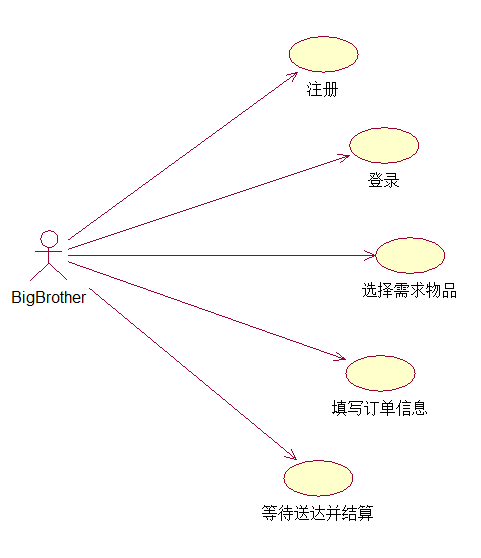 注册
登录
BigBrother
选择需求物品
填写订单信息
等待送达并结算